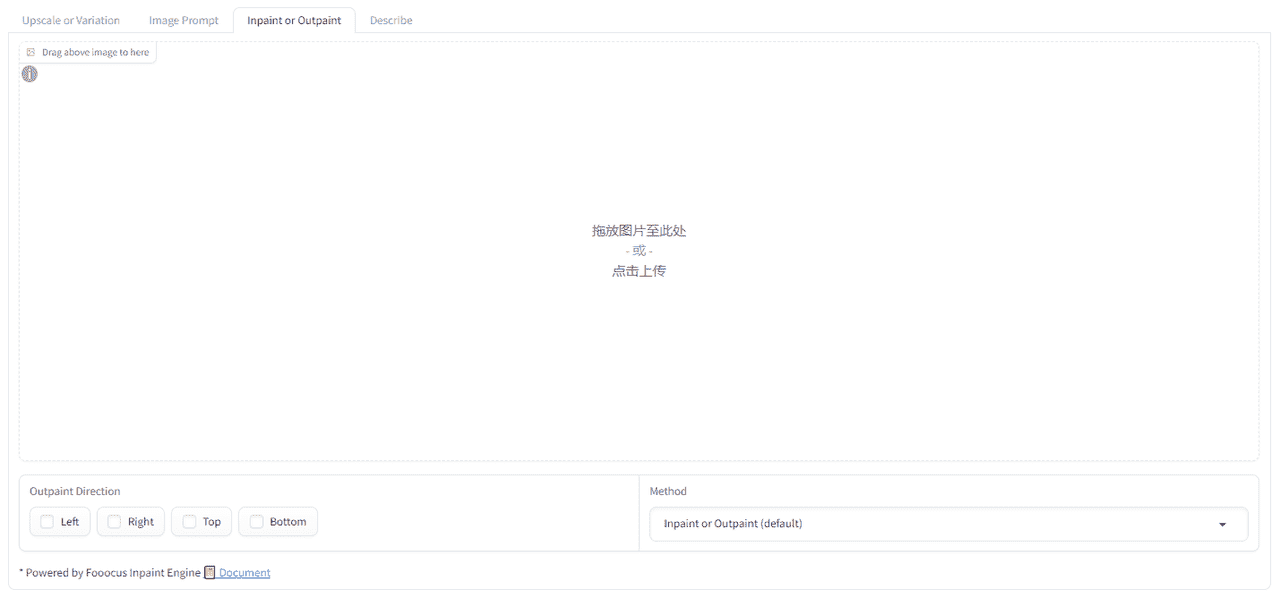 Upscale or Variation Image Prompt Inpaint or Outpaint Describe
Drag above image to here
拖放图片至此处
- 或 -
点击上传
Outpaint Direction
Left Right Top Bottom
Method
Inpaint or Outpaint (default)
* Powered by Fooocus Inpaint Engine Document